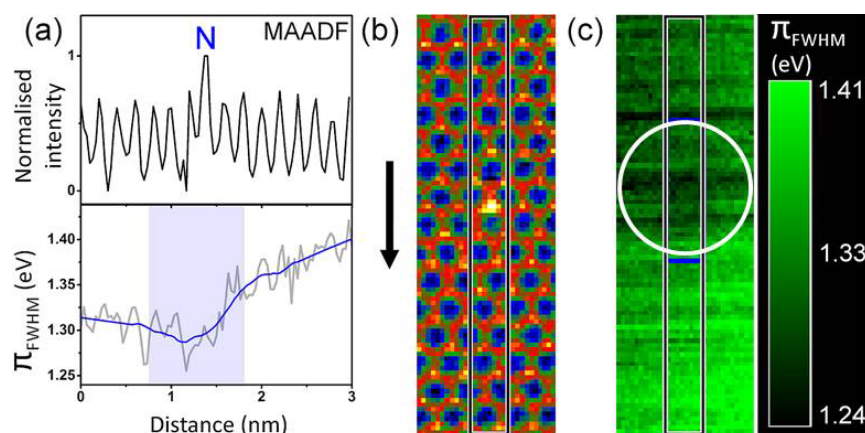 (a)
N
MAADF
Normalised
intensity
1
0
πFWHM (eV)
1.40
1.35
1.30
1.25
0
1
2
3
Distance (nm)
(b)
(c)
πFWHM
(eV)
1.41
1.33
1.24